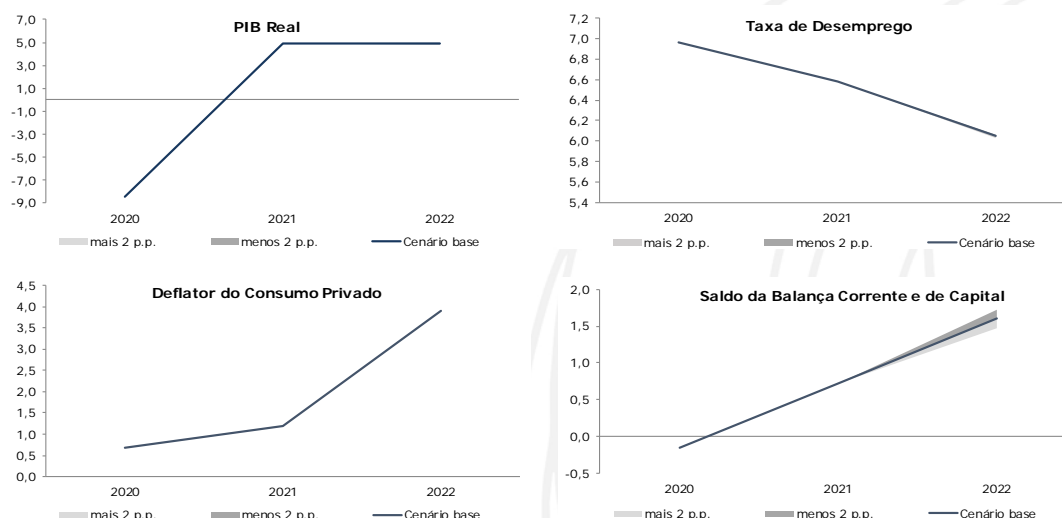 PIB Real
7,0
5,0
3,0
1,0
-1,0
-3,0
-5,0
-7,0
-9,0
2020 2021 2022
mais 2 p.p. menos 2 p.p. Cenário base
Taxa de Desemprego
7,2
7,0
6,8
6,6
6,4
6,2
6,0
5,8
5,6
5,4
2020 2021 2022
mais 2 p.p. menos 2 p.p. Cenário base
Deflator do Consumo Privado
4,5
4,0
3,5
3,0
2,5
2,0
1,5
1,0
0,5
0,0
2020 2021 2022
mais 2 p.p. menos 2 p.p. Cenário base
Saldo da Balança Corrente e de Capital
2,0
1,5
1,0
0,5
0,0
-0,5
2020 2021 2022
mais 2 p.p. menos 2 p.p. Cenário base